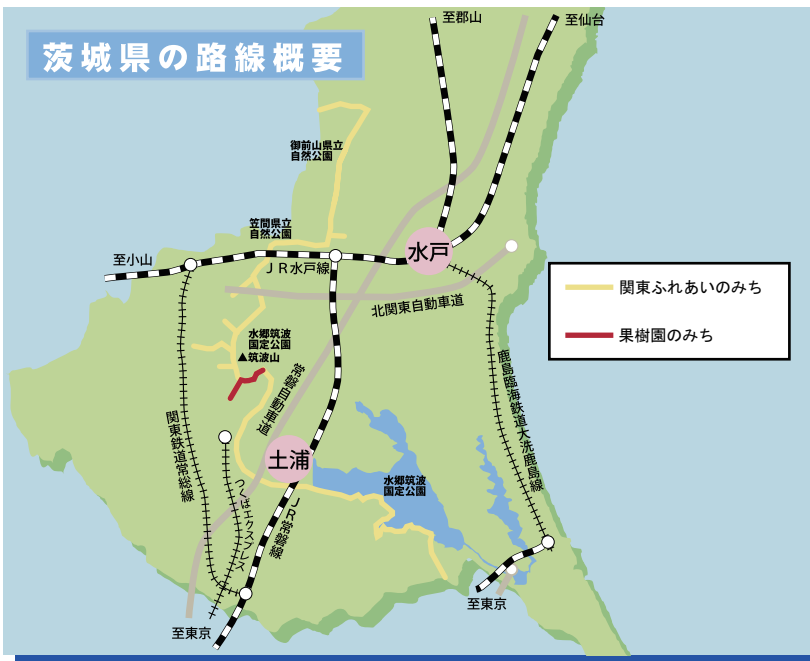 茨城県の路線概要
至郡山
至仙台
御前山県立
自然公園
笠間県立
自然公園
水戸
至小山
JR水戸線
関東ふれあいのみち
北関東自動車道
果樹園のみち
水郷筑波
国定公園
▲筑波山
常磐自動車道
鹿島臨海鉄道大洗鹿島線
関東鉄道常総線
土浦
水郷筑波
国定公園
つくばエクスプレス
JR常磐線
至東京
至東京